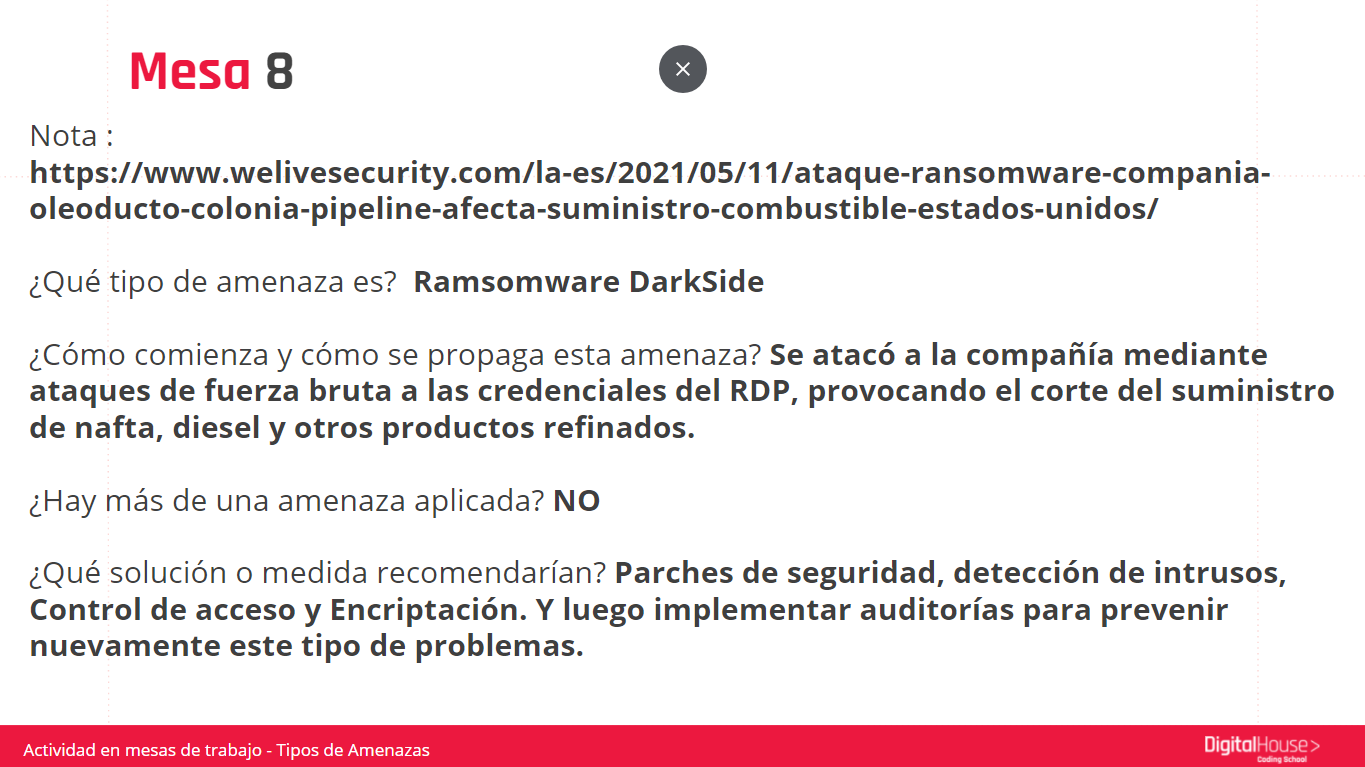 Mesa 8
Nota :
https://www.welivesecurity.com/la-es/2021/05/11/ataque-ransomware-compania-
oleoducto-colonia-pipeline-afecta-suministro-combustible-estados-unidos/
¿Qué tipo de amenaza es? Ramsomware DarkSide
¿Cómo comienza y cómo se propaga esta amenaza? Se atacó a la compañía mediante
ataques de fuerza bruta a las credenciales del RDP, provocando el corte del suministro
de nafta, diesel y otros productos refinados.
¿Hay más de una amenaza aplicada? NO
¿Qué solución o medida recomendarían? Parches de seguridad, detección de intrusos,
Control de acceso y Encriptación. Y luego implementar auditorías para prevenir
nuevamente este tipo de problemas.
Actividad en mesas de trabajo - Tipos de Amenazas
DigitalHouse>
Coding School